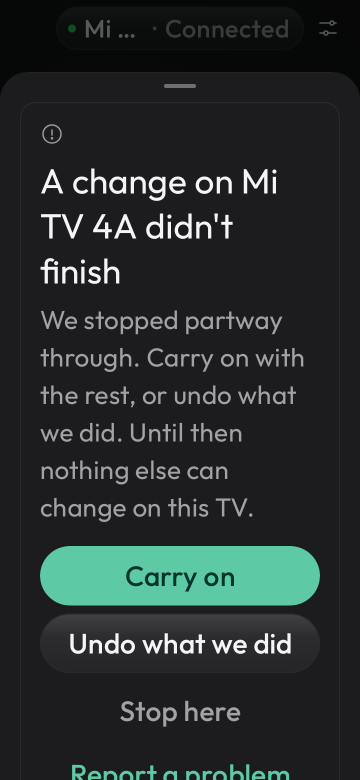 Mi ... · Connected
A change on Mi
TV 4A didn't
finish
We stopped partway
through. Carry on with
the rest, or undo what
we did. Until then
nothing else can
change on this TV.
Carry on
Undo what we did
Stop here
Report a problem